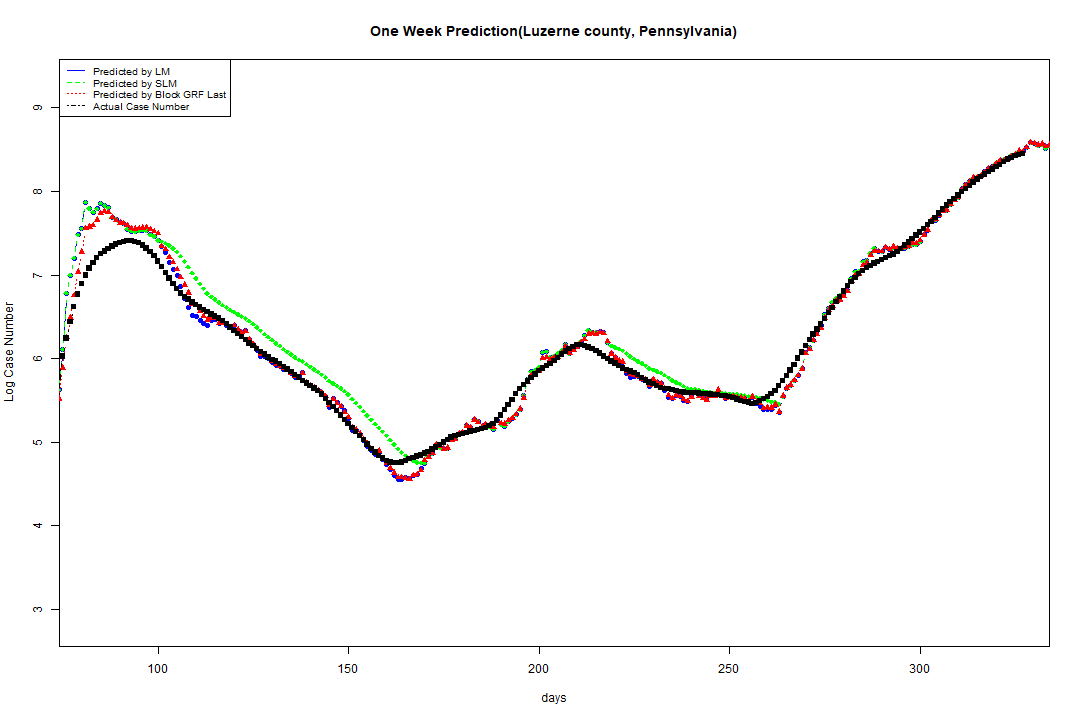 One Week Prediction(Luzerne county, Pennsylvania)
Predicted by LM
Predicted by SLM
Predicted by Block GRF Last
Actual Case Number
Log Case Number
9
8
7
6
5
4
3
100 150 200 250 300
days